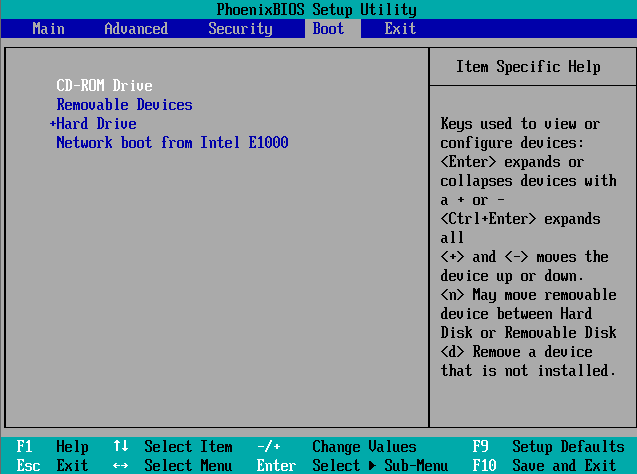 PhoenixBIOS Setup Utility
Main Advanced Security Boot Exit
Item Specific Help
CD-ROM Drive
Removable Devices
+Hard Drive
Network boot from Intel E1000
Keys used to view or
configure devices:
<Enter> expands or
collapses devices with
a + or -
<Ctrl+Enter> expands
all
<+> and <-> moves the
device up or down.
<n> May move removable
device between Hard
Disk or Removable Disk
<d> Remove a device
that is not installed.
F1 Help ↑↓ Select Item -/+ Change Values F9 Setup Defaults
Esc Exit ↔ Select Menu Enter Select ▶ Sub-Menu F10 Save and Exit